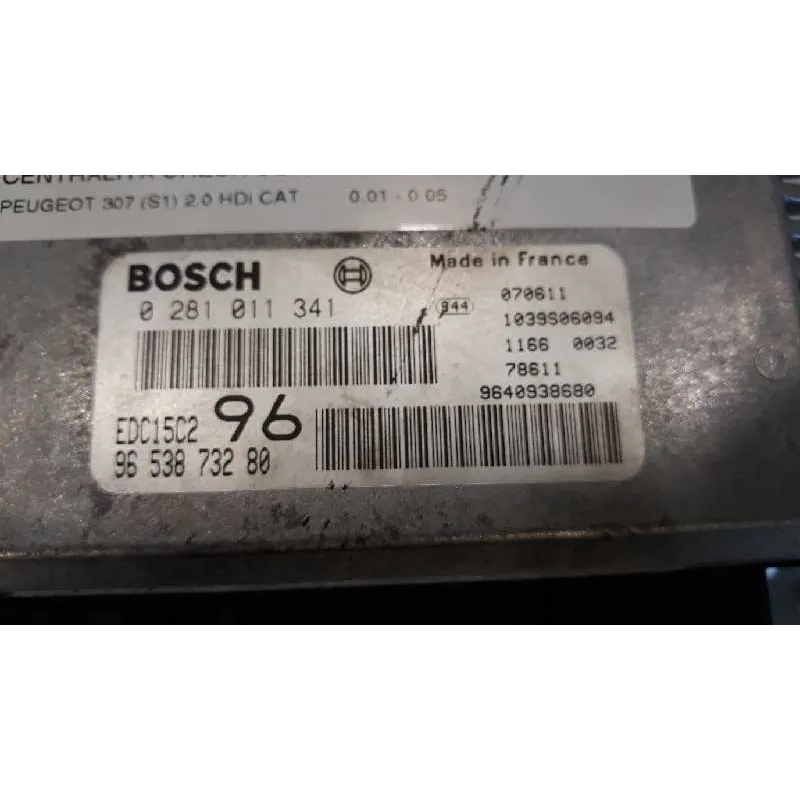 PEUGEOT 307 (S1) 2.0 HDi CAT 0.01 - 0.05
BOSCH
Made in France
0 281 011 341
944
070611
1039S06094
1166 0032
78611
9640938680
EDC15C2 96
96 538 732 80